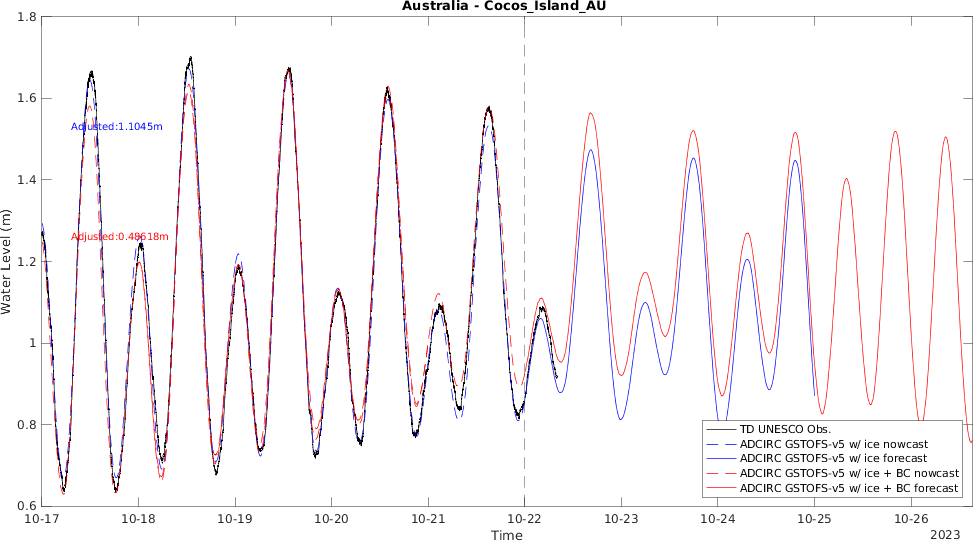 Australia - Cocos_Island_AU
1.8
1.6
1.4
1.2
1
0.8
0.6
Water Level (m)
Adjusted:1.1045m
Adjusted:0.48618m
TD UNESCO Obs.
ADCIRC GSTOFS-v5 w/ ice nowcast
ADCIRC GSTOFS-v5 w/ ice forecast
ADCIRC GSTOFS-v5 w/ ice + BC nowcast
ADCIRC GSTOFS-v5 w/ ice + BC forecast
10-17 10-18 10-19 10-20 10-21 10-22 10-23 10-24 10-25 10-26
Time
2023